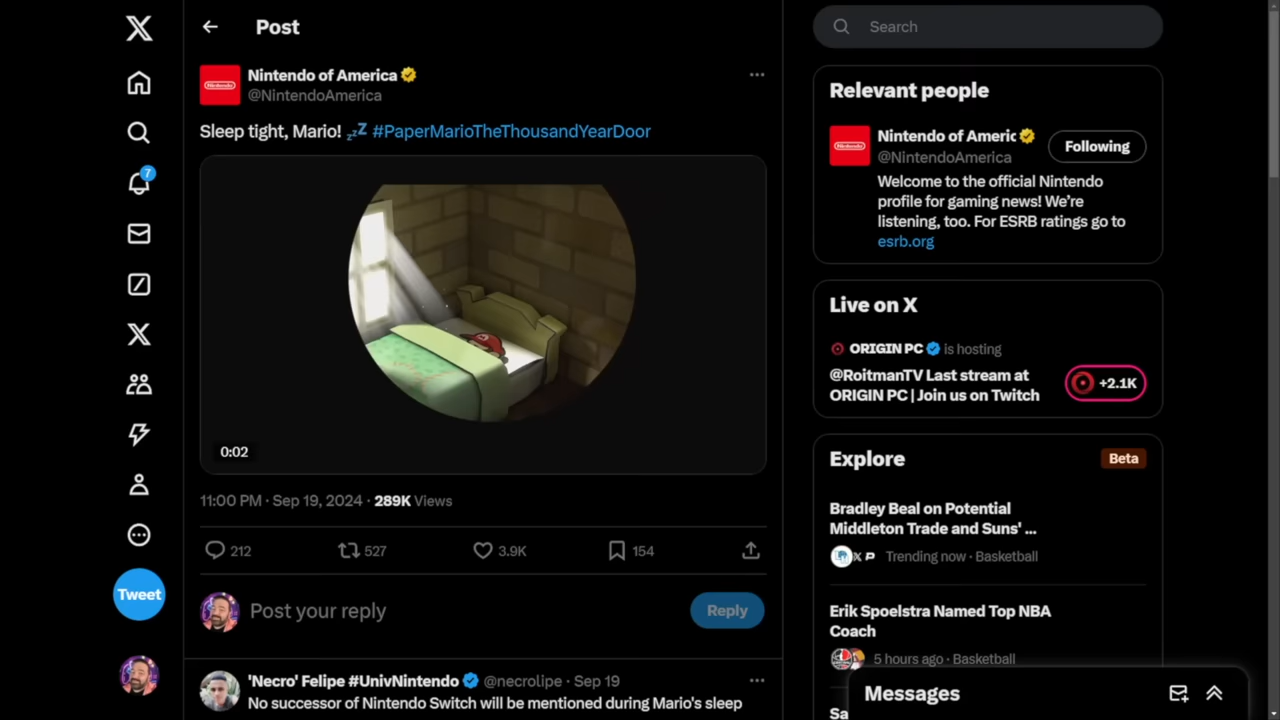 Post
Nintendo of America
@NintendoAmerica
Sleep tight, Mario! 💤 #PaperMarioTheThousandYearDoor
0:02
11:00 PM · Sep 19, 2024 · 289K Views
212
527
3.9K
154
Post your reply
Reply
'Necro' Felipe #UnivNintendo @necrolipe · Sep 19
No successor of Nintendo Switch will be mentioned during Mario's sleep
7
Tweet
Search
Relevant people
Nintendo of Americ
@NintendoAmerica
Following
Welcome to the official Nintendo
profile for gaming news! We're
listening, too. For ESRB ratings go to
esrb.org
Live on X
ORIGIN PC is hosting
@RoitmanTV Last stream at
ORIGIN PC | Join us on Twitch
+2.1K
Explore
Beta
Bradley Beal on Potential
Middleton Trade and Suns' ...
Trending now · Basketball
Erik Spoelstra Named Top NBA
Coach
5 hours ago · Basketball
Sa
Messages